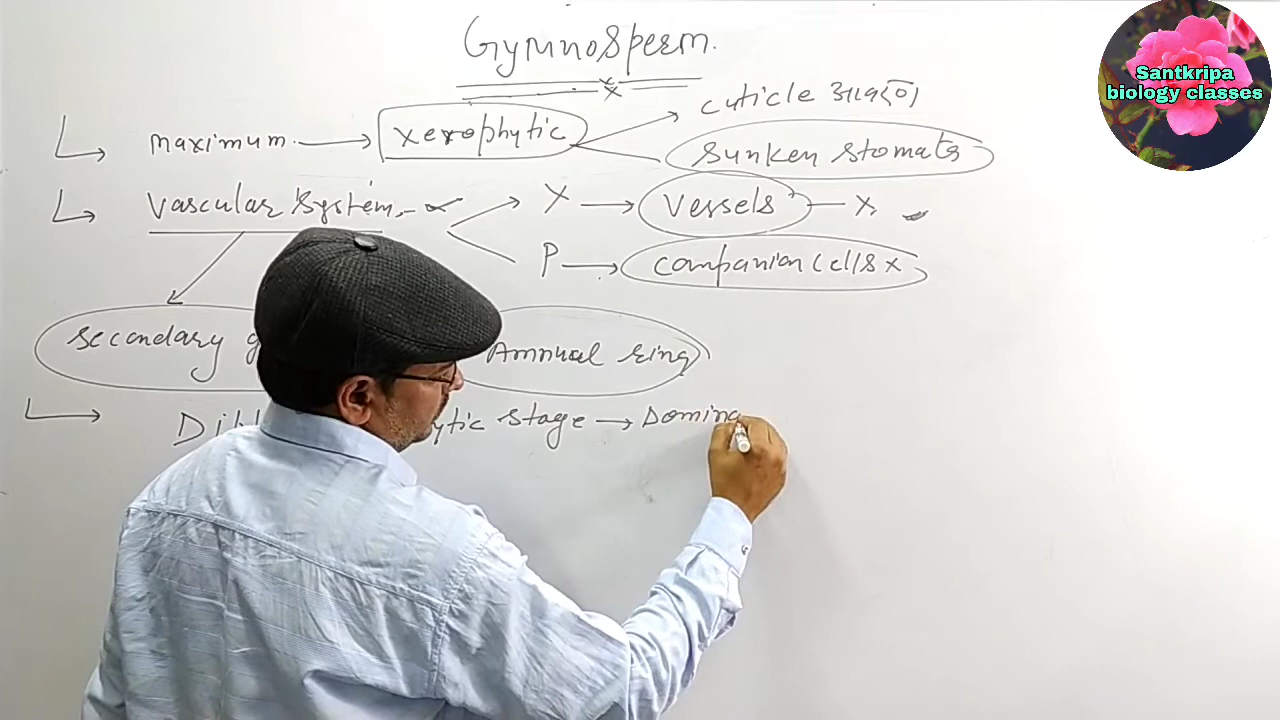 Gymnosperm.
Santkripa
biology classes
maximum. → xerophytic
cuticle आवरण
Sunken stomata
Vascular system
X → Vessels — x
P → companion cells x
Secondary
Annual ring
stage → Domina